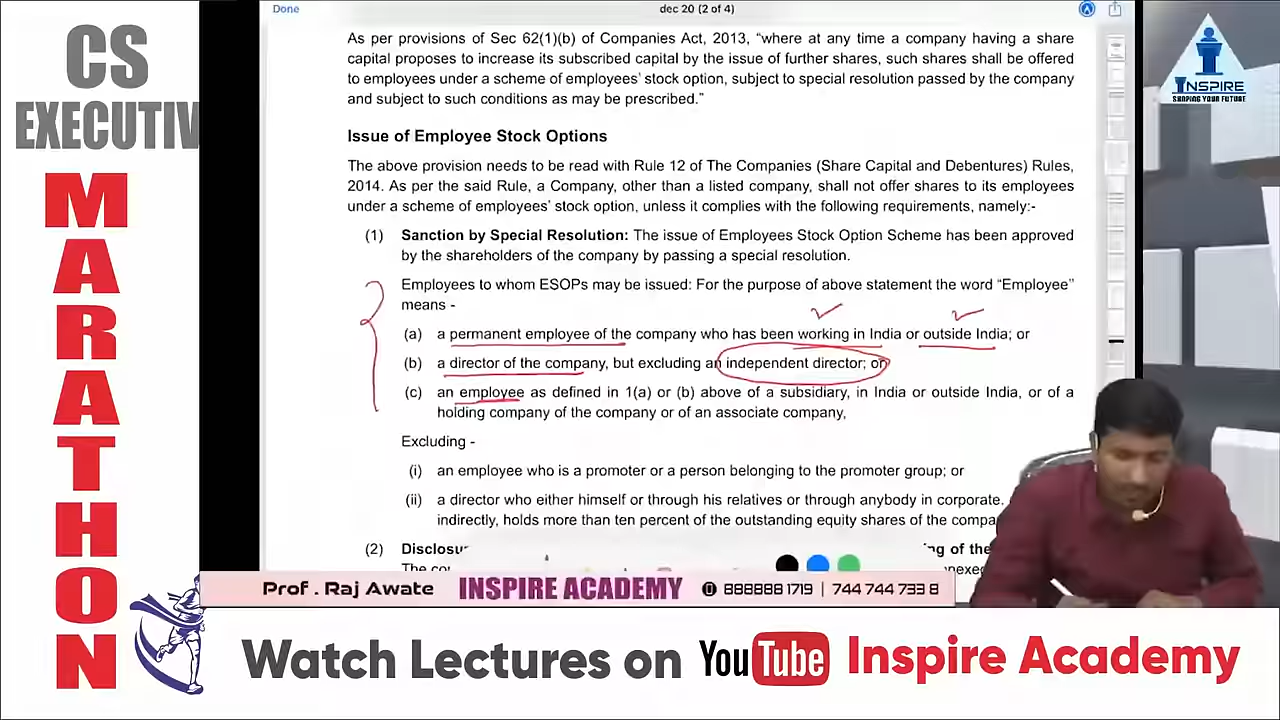 CS
EXECUTIV
MARATHON
Done
dec 20 (2 of 4)
As per provisions of Sec 62(1)(b) of Companies Act, 2013, “where at any time a company having a share
capital proposes to increase its subscribed capital by the issue of further shares, such shares shall be offered
to employees under a scheme of employees’ stock option, subject to special resolution passed by the company
and subject to such conditions as may be prescribed.”
Issue of Employee Stock Options
The above provision needs to be read with Rule 12 of The Companies (Share Capital and Debentures) Rules,
2014. As per the said Rule, a Company, other than a listed company, shall not offer shares to its employees
under a scheme of employees’ stock option, unless it complies with the following requirements, namely:-
(1) Sanction by Special Resolution: The issue of Employees Stock Option Scheme has been approved
by the shareholders of the company by passing a special resolution.
Employees to whom ESOPs may be issued: For the purpose of above statement the word “Employee”
means -
(a) a permanent employee of the company who has been working in India or outside India; or
(b) a director of the company, but excluding an independent director; or
(c) an employee as defined in 1(a) or (b) above of a subsidiary, in India or outside India, or of a
holding company of the company or of an associate company,
Excluding -
(i) an employee who is a promoter or a person belonging to the promoter group; or
(ii) a director who either himself or through his relatives or through anybody in corporate.
indirectly, holds more than ten percent of the outstanding equity shares of the compa
(2) Disclosu ng of the
The co nexe
INSPIRE
SHAPING YOUR FUTURE
Prof . Raj Awate INSPIRE ACADEMY 888888 1719 | 744 744 733 8
Watch Lectures on YouTube Inspire Academy